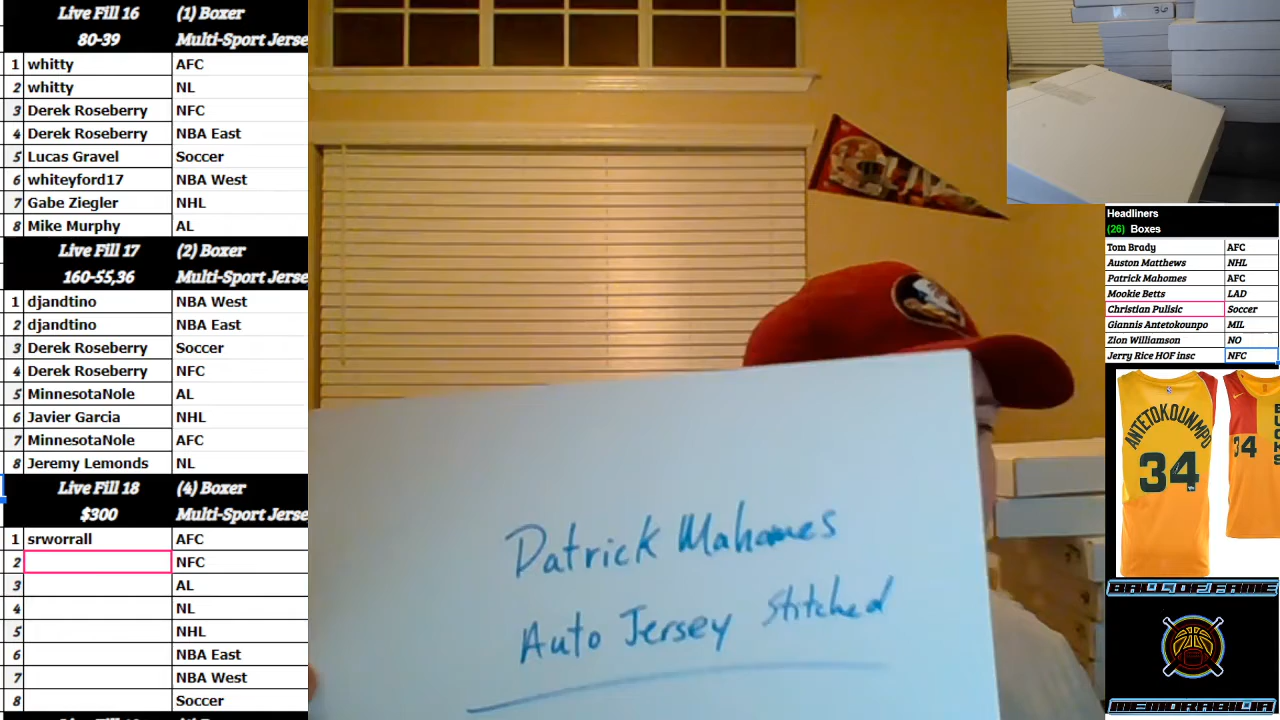 Live Fill 16 (1) Boxer
80-39 Multi-Sport Jerse
1 whitty AFC
2 whitty NL
3 Derek Roseberry NFC
4 Derek Roseberry NBA East
5 Lucas Gravel Soccer
6 whiteyford17 NBA West
7 Gabe Ziegler NHL
8 Mike Murphy AL
Live Fill 17 (2) Boxer
160-55,36 Multi-Sport Jerse
1 djandtino NBA West
2 djandtino NBA East
3 Derek Roseberry Soccer
4 Derek Roseberry NFC
5 MinnesotaNole AL
6 Javier Garcia NHL
7 MinnesotaNole AFC
8 Jeremy Lemonds NL
Live Fill 18 (4) Boxer
$300 Multi-Sport Jerse
1 srworrall AFC
2 NFC
3 AL
4 NL
5 NHL
6 NBA East
7 NBA West
8 Soccer
Patrick Mahomes
Auto Jersey Stitched
36
Headliners
(26) Boxes
Tom Brady AFC
Auston Matthews NHL
Patrick Mahomes AFC
Mookie Betts LAD
Christian Pulisic Soccer
Giannis Antetokounpo MIL
Zion Williamson NO
Jerry Rice HOF insc NFC
ANTETOKOUNMPO
34
34
MEMORABILIA